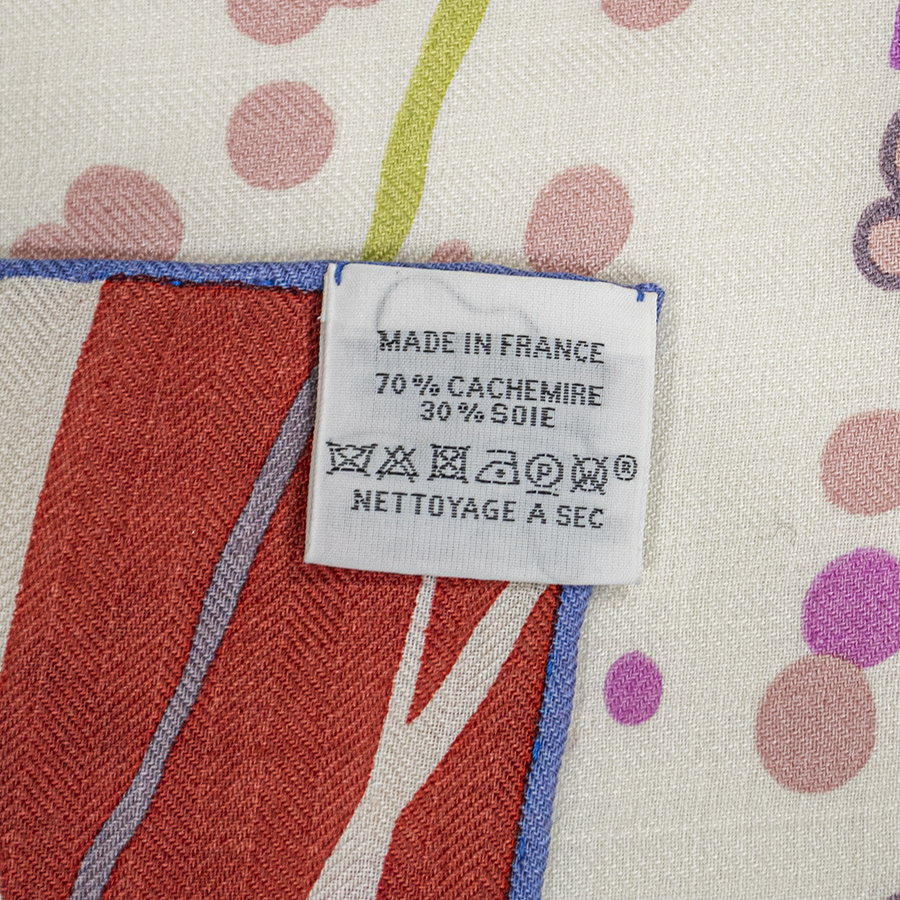 MADE IN FRANCE
70% CACHEMIRE
30% SOIE
P W ®
NETTOYAGE A SEC